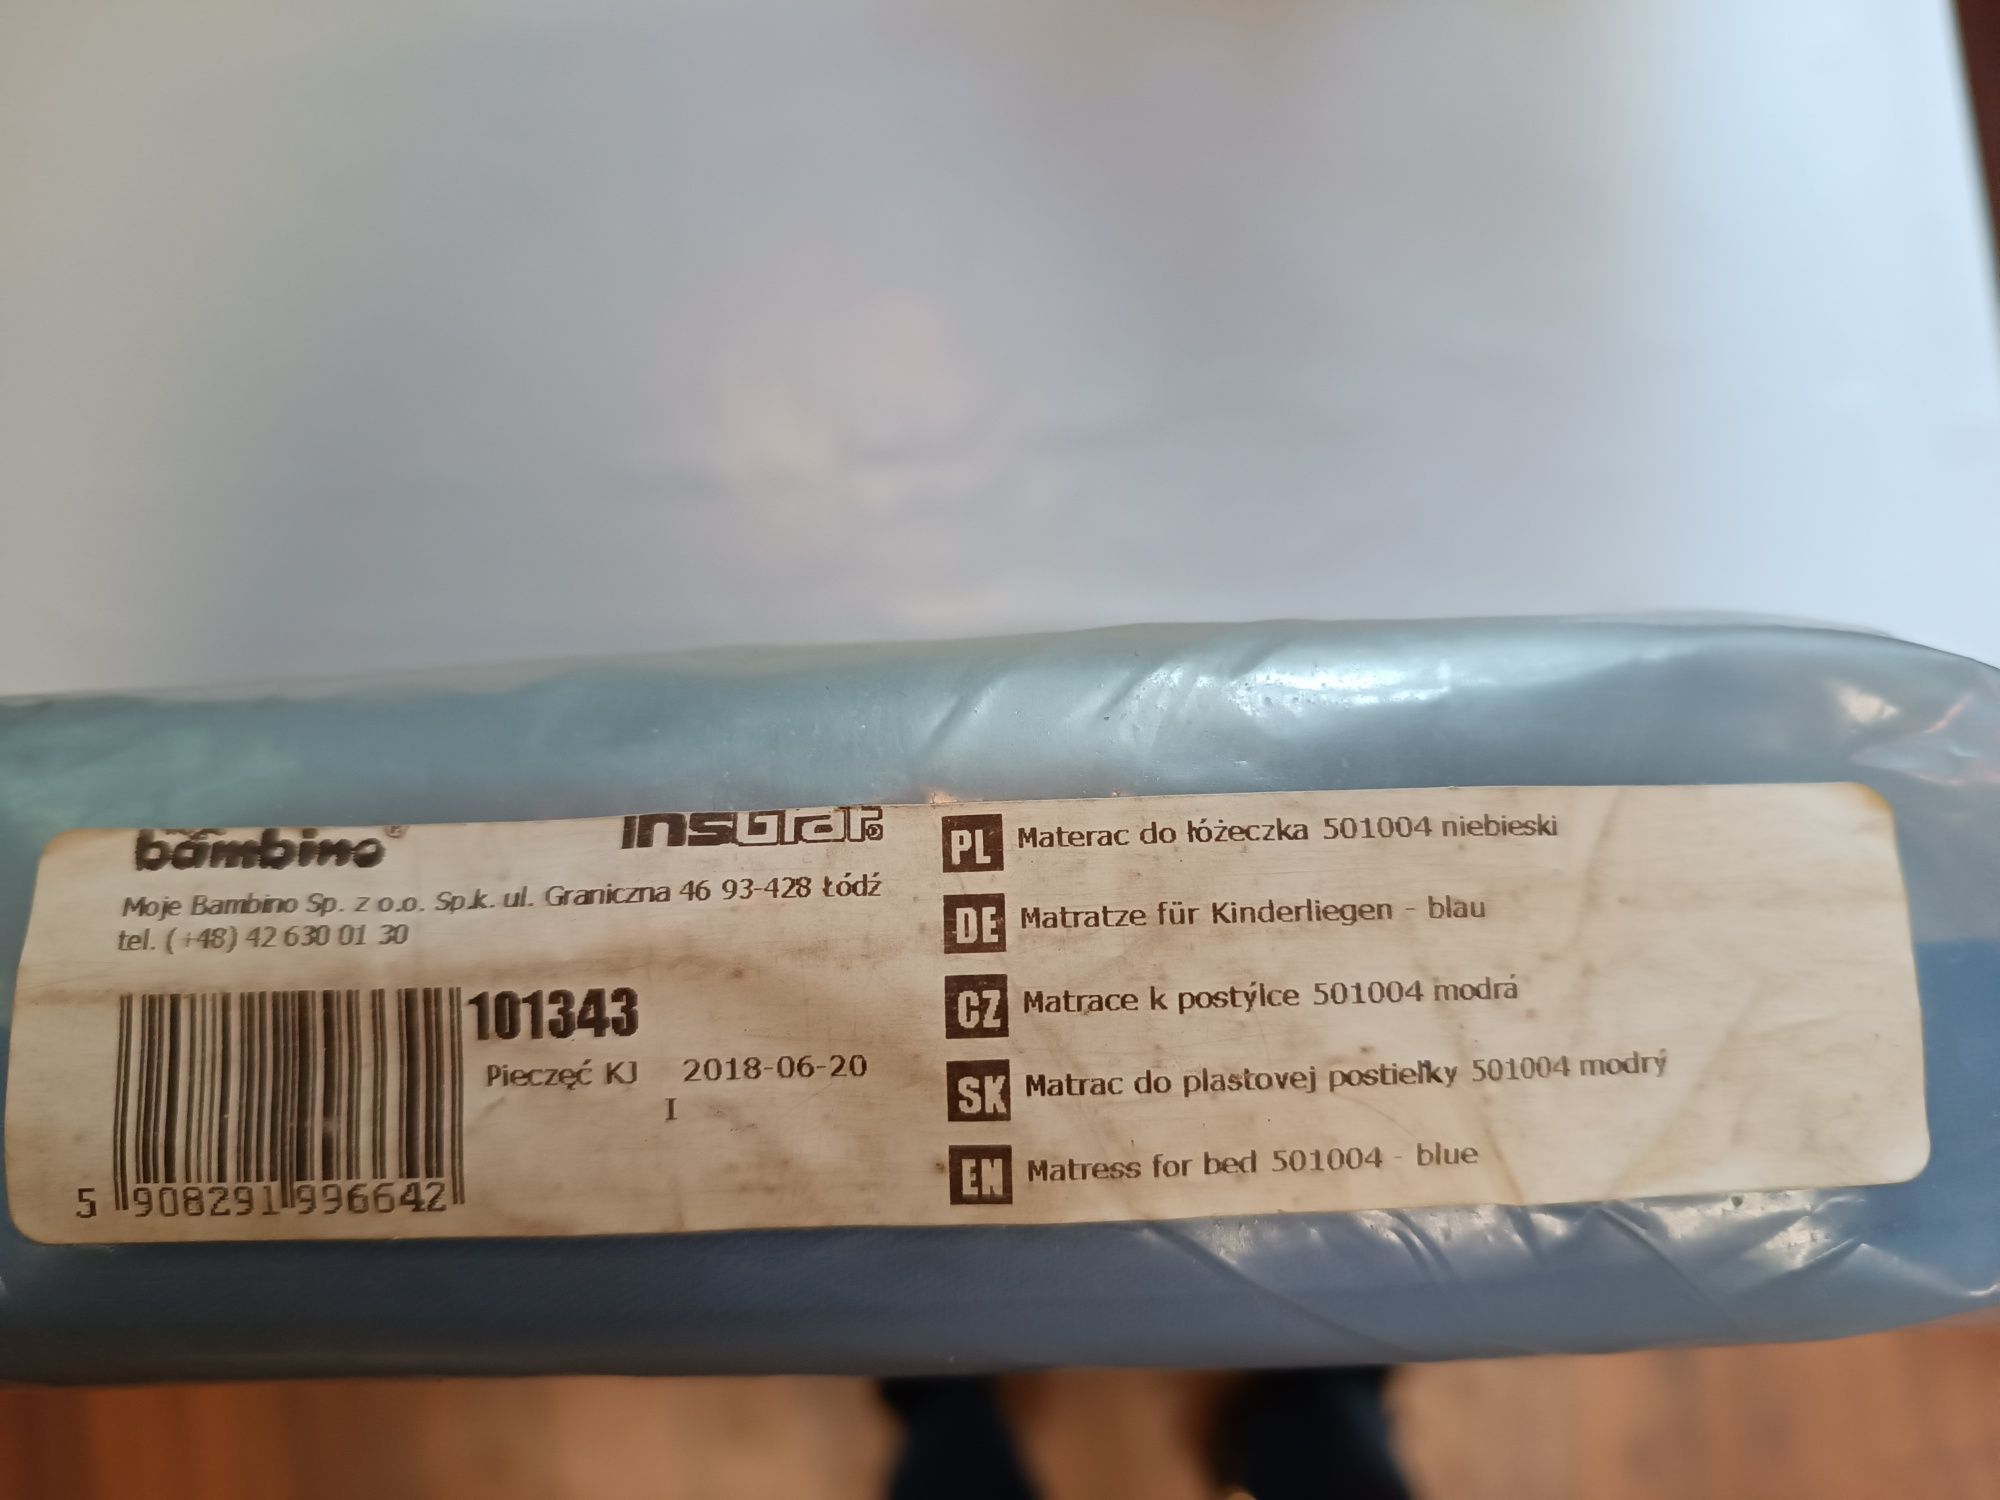 bambino®
insGraf®
Moje Bambino Sp. z o.o. Sp.k. ul. Graniczna 46 93-428 Łódź
tel. (+48) 42 630 01 30
101343
Pieczęć KJ 2018-06-20
I
5 908291 996642
PL Materac do łóżeczka 501004 niebieski
DE Matratze für Kinderliegen - blau
CZ Matrace k postýlce 501004 modrá
SK Matrac do plastovej postieľky 501004 modrý
EN Matress for bed 501004 - blue